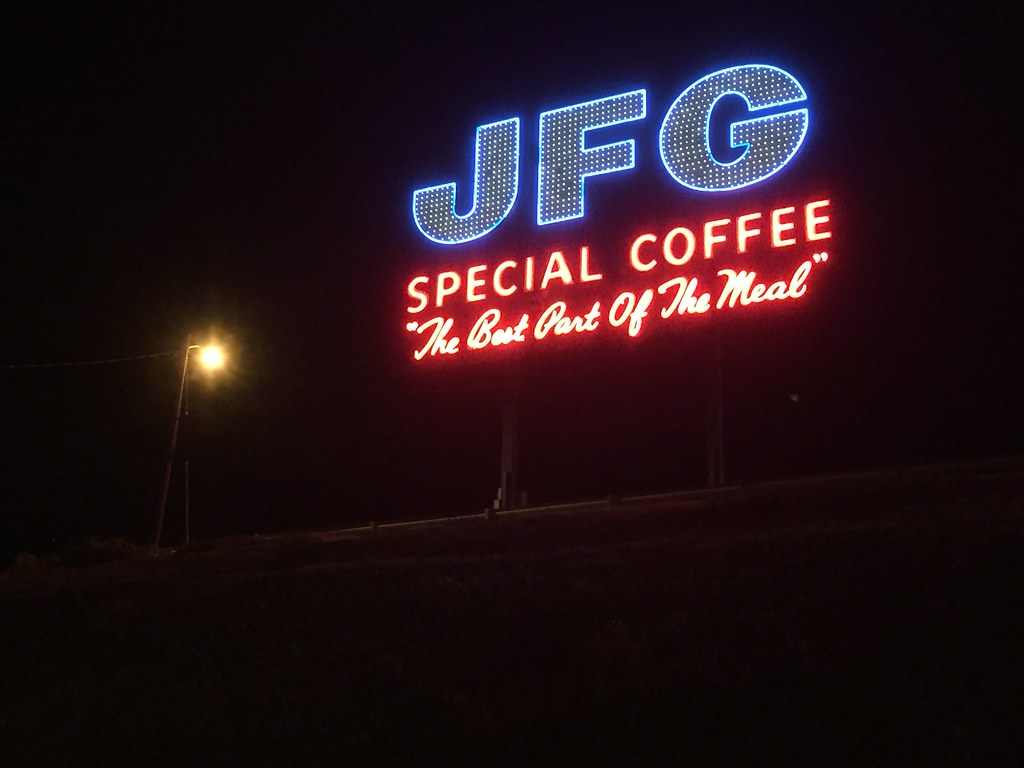 JFG
SPECIAL COFFEE
"The Best Part Of The Meal"